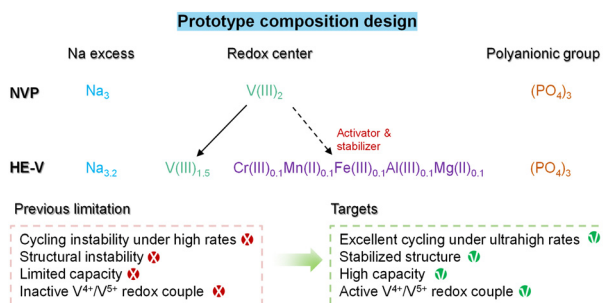 Prototype composition design
Na excess Redox center Polyanionic group
NVP Na₃ V(III)₂ (PO₄)₃
Activator &
stabilizer
HE-V Na₃.₂ V(III)₁.₅ Cr(III)₀.₁Mn(II)₀.₁Fe(III)₀.₁Al(III)₀.₁Mg(II)₀.₁ (PO₄)₃
Previous limitation Targets
Cycling instability under high rates Excellent cycling under ultrahigh rates
Structural instability Stabilized structure
Limited capacity High capacity
Inactive V⁴⁺/V⁵⁺ redox couple Active V⁴⁺/V⁵⁺ redox couple